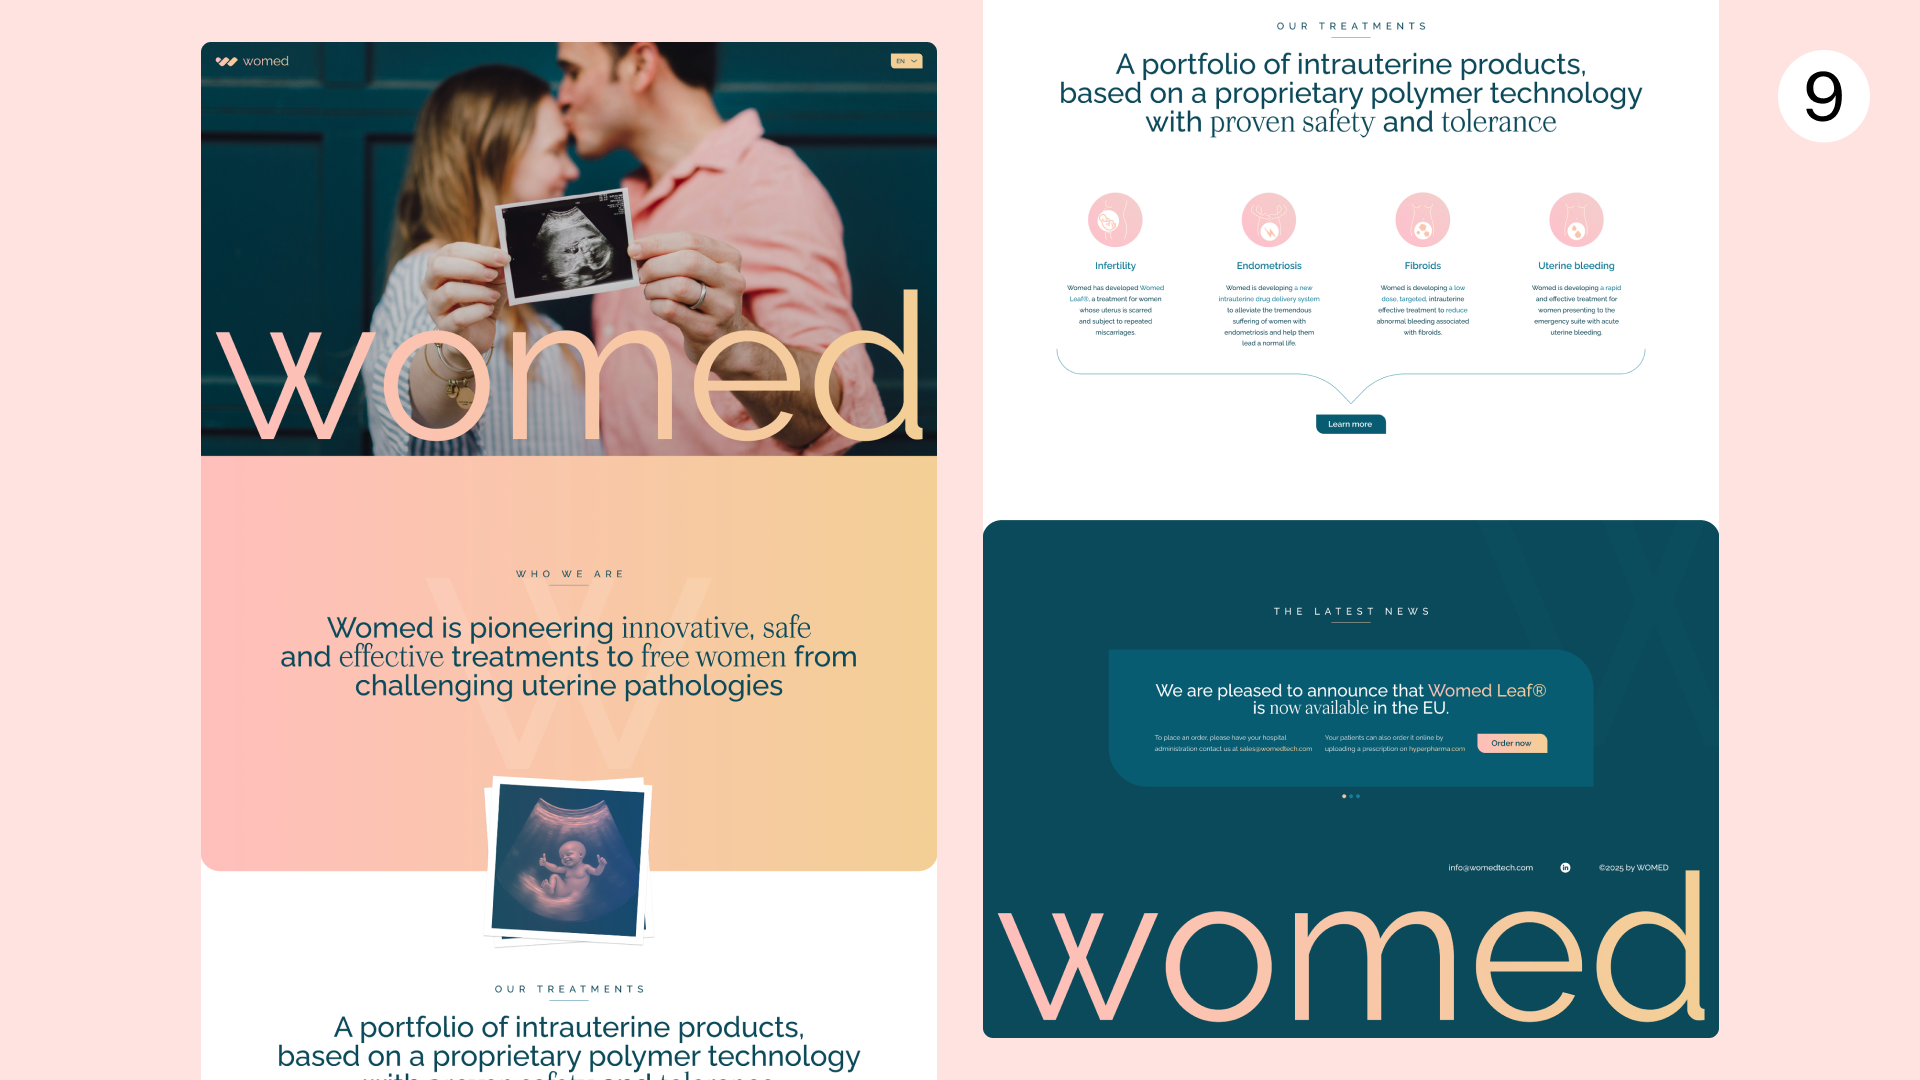 womed
EN
womed
WHO WE ARE
Womed is pioneering innovative, safe
and effective treatments to free women from
challenging uterine pathologies
OUR TREATMENTS
A portfolio of intrauterine products,
based on a proprietary polymer technology
with proven safety and tolerance
OUR TREATMENTS
A portfolio of intrauterine products,
based on a proprietary polymer technology
with proven safety and tolerance
Infertility
Womed has developed Womed
Leaf®, a treatment for women
whose uterus is scarred
and subject to repeated
miscarriages.
Endometriosis
Womed is developing a new
intrauterine drug delivery system
to alleviate the tremendous
suffering of women with
endometriosis and help them
lead a normal life.
Fibroids
Womed is developing a low
dose, targeted, intrauterine
effective treatment to reduce
abnormal bleeding associated
with fibroids.
Uterine bleeding
Womed is developing a rapid
and effective treatment for
women presenting to the
emergency suite with acute
uterine bleeding.
Learn more
THE LATEST NEWS
We are pleased to announce that Womed Leaf®
is now available in the EU.
To place an order, please have your hospital
administration contact us at sales@womedtech.com
Your patients can also order it online by
uploading a prescription on hyperpharma.com
Order now
info@womedtech.com
in
©2025 by WOMED
womed
9